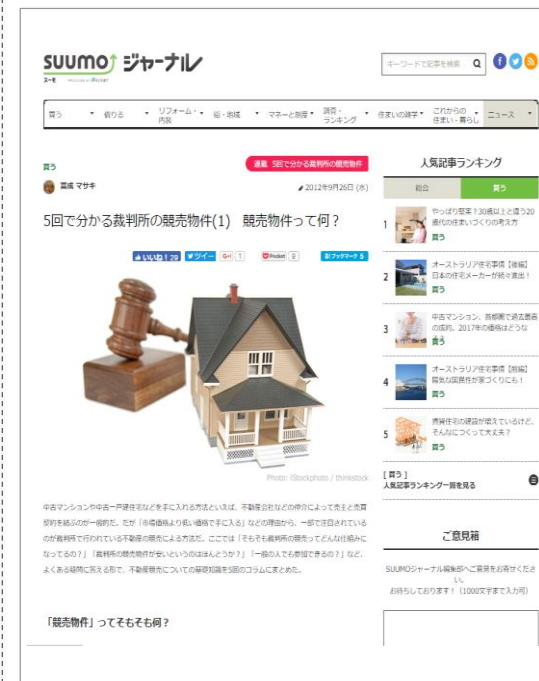 SUUMO ジャーナル
スーモ
キーワードで記事を検索
買う
借りる
リフォーム・
内装
街・地域
マネーと制度
調査・
ランキング
住まいの雑学
これからの
住まい・暮らし
ニュース
買う
連載 5回で分かる裁判所の競売物件
冨成 マサキ
2012年9月26日 (水)
5回で分かる裁判所の競売物件(1) 競売物件って何？
いいね！ 29
ツイート
G+ 1
Pocket 2
B!ブックマーク 5
Photo: iStockphoto / thinkstock
中古マンションや中古一戸建住宅などを手に入れる方法といえば、不動産会社などの仲介によって売主と売買
契約を結ぶのが一般的だ。だが「市場価格より低い価格で手に入る」などの理由から、一部で注目されている
のが裁判所で行われている不動産の競売による方法だ。ここでは「そもそも裁判所の競売ってどんな仕組みに
なってるの？」「裁判所の競売物件が安いというのはほんとうか？」「一般の人でも参加できるの？」など、
よくある疑問に答える形で、不動産競売についての基礎知識を5回のコラムにまとめた。
「競売物件」ってそもそも何？
人気記事ランキング
総合
買う
1
やっぱり堅実？30歳以上と違う20
歳代の住まいづくりの考え方
買う
2
オーストラリア住宅事情【後編】
日本の住宅メーカーが続々進出！
買う
3
中古マンション、首都圏で過去最高
の成約。2017年の価格はどうな
買う
4
オーストラリア住宅事情【前編】
陽気な国民性が家づくりにも！
買う
5
賃貸住宅の建設が増えているけど、
そんなにつくって大丈夫？
買う
[ 買う ]
人気記事ランキング一覧を見る
ご意見箱
SUUMOジャーナル編集部へご意見をお寄せくださ
い。
お待ちしております！（1000文字まで入力可）